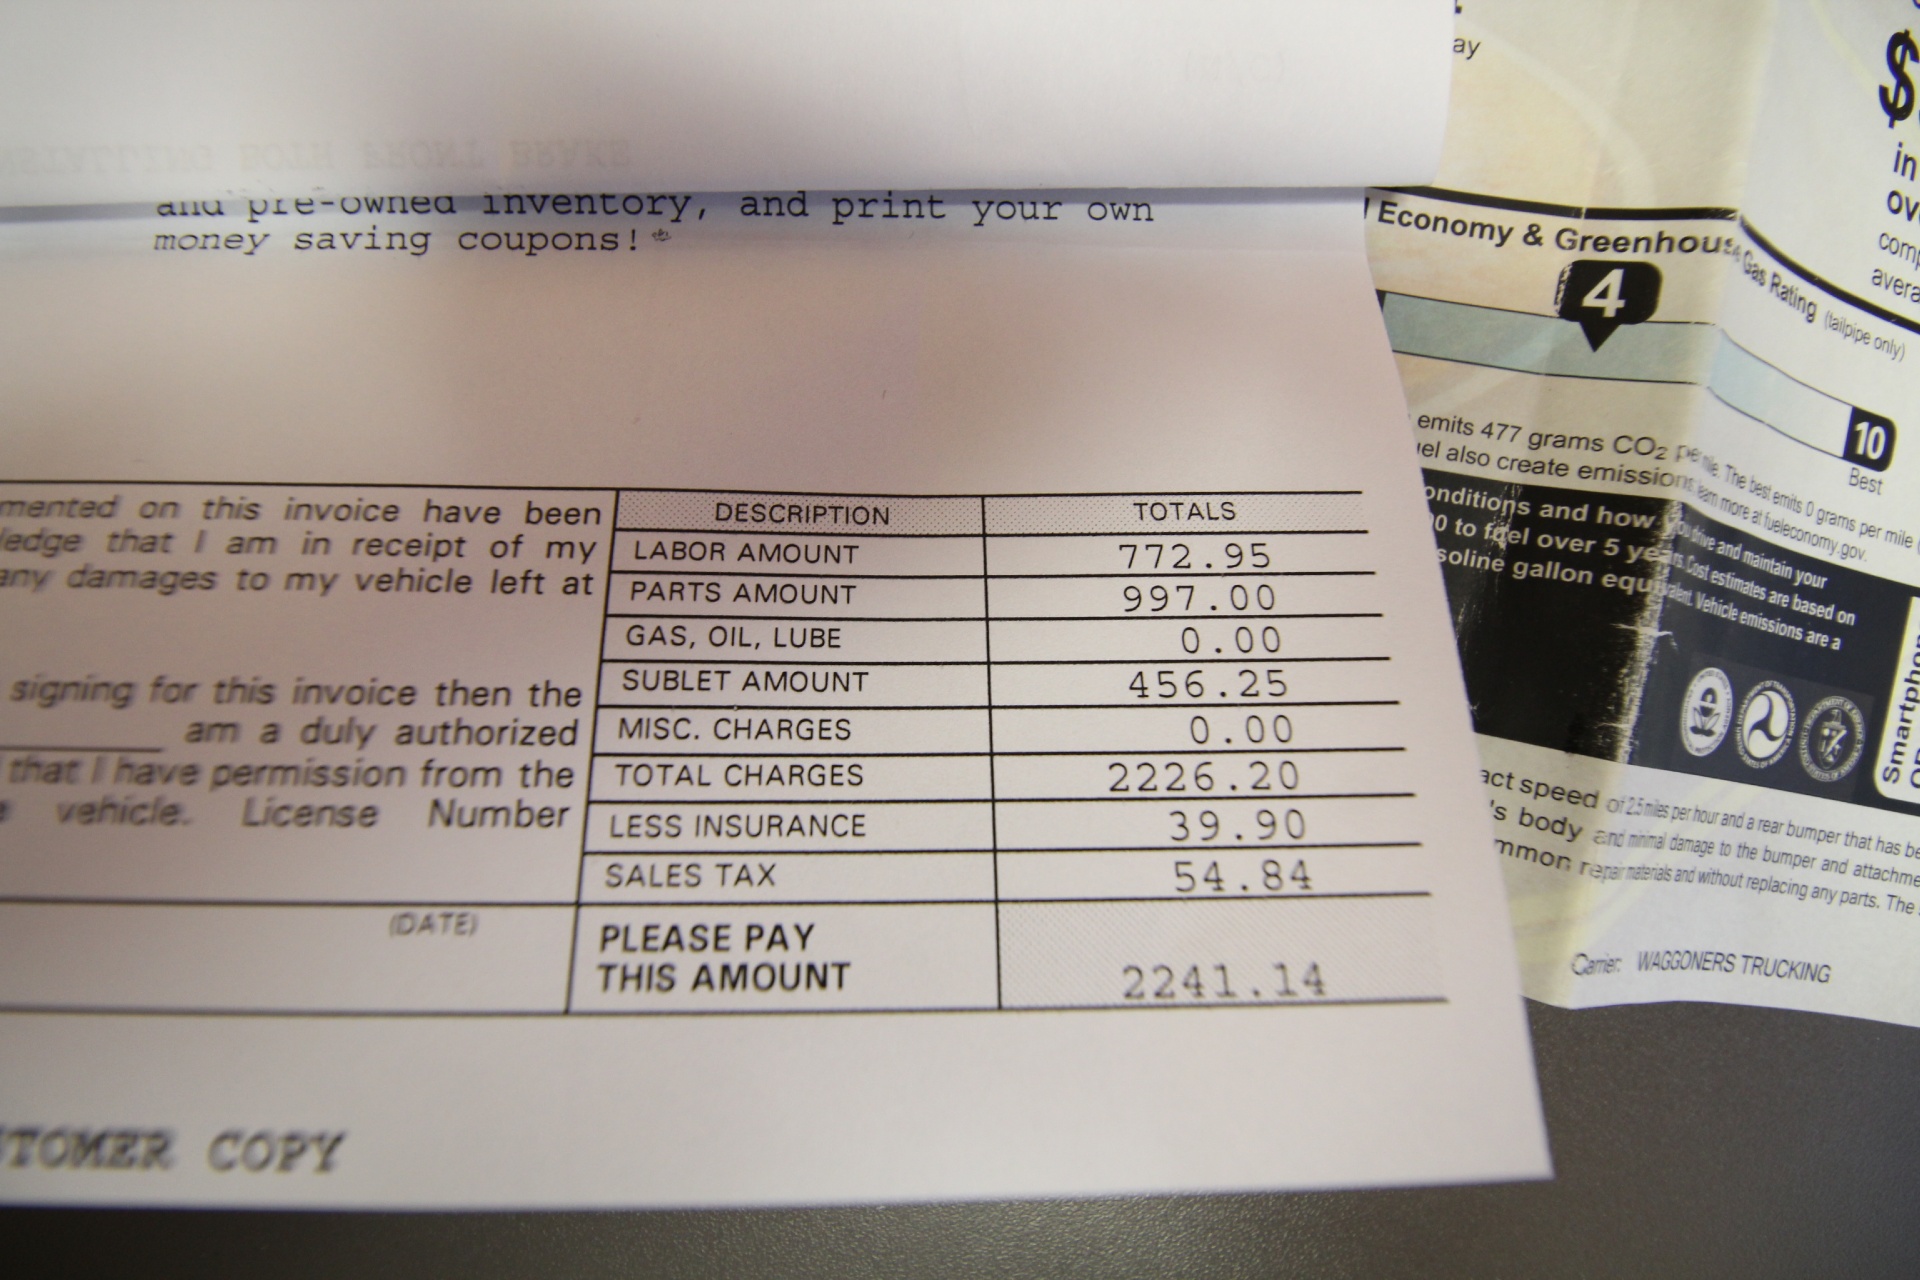 and pre-owned inventory, and print your own
money saving coupons!
mented on this invoice have been
ledge that I am in receipt of my
any damages to my vehicle left at
signing for this invoice then the
am a duly authorized
that I have permission from the
vehicle. License Number
(DATE)
DESCRIPTION TOTALS
LABOR AMOUNT 772.95
PARTS AMOUNT 997.00
GAS, OIL, LUBE 0.00
SUBLET AMOUNT 456.25
MISC. CHARGES 0.00
TOTAL CHARGES 2226.20
LESS INSURANCE 39.90
SALES TAX 54.84
PLEASE PAY
THIS AMOUNT 2241.14
STOMER COPY
ay
$
in
ov
comp
avera
Economy & Greenhouse Gas Rating (tailpipe only)
4
10
Best
emits 477 grams CO2 per mile. The best emits 0 grams per mile
uel also create emissions learn more at fueleconomy.gov.
onditions and how you drive and maintain your
00 to fuel over 5 years. Cost estimates are based on
soline gallon equivalent. Vehicle emissions are a
Smartphon
act speed of 2.5 miles per hour and a rear bumper that has be
's body and minimal damage to the bumper and attachme
mmon repair materials and without replacing any parts. The
Carrier: WAGGONERS TRUCKING